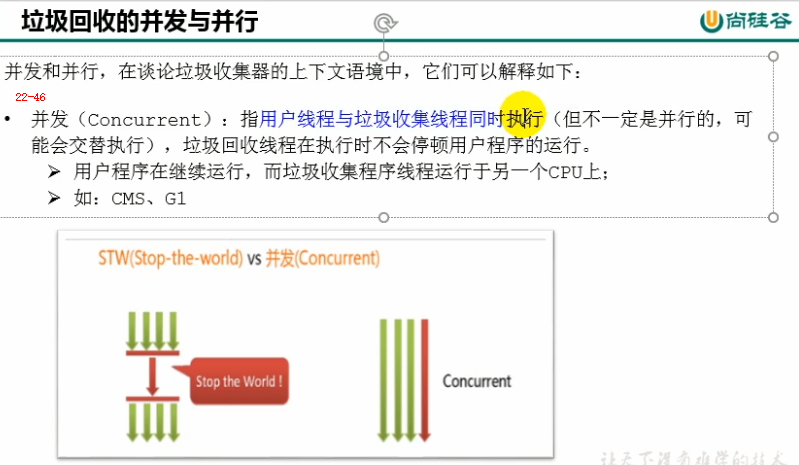 垃圾回收的并发与并行
尚硅谷
并发和并行，在谈论垃圾收集器的上下文语境中，它们可以解释如下：
22-46
• 并发（Concurrent）：指用户线程与垃圾收集线程同时执行（但不一定是并行的，可
能会交替执行），垃圾回收线程在执行时不会停顿用户程序的运行。
➢ 用户程序在继续运行，而垃圾收集程序线程运行于另一个CPU上；
➢ 如：CMS、G1
STW(Stop-the-world) vs 并发(Concurrent)
Stop the World！
Concurrent
让天下没有难学的技术